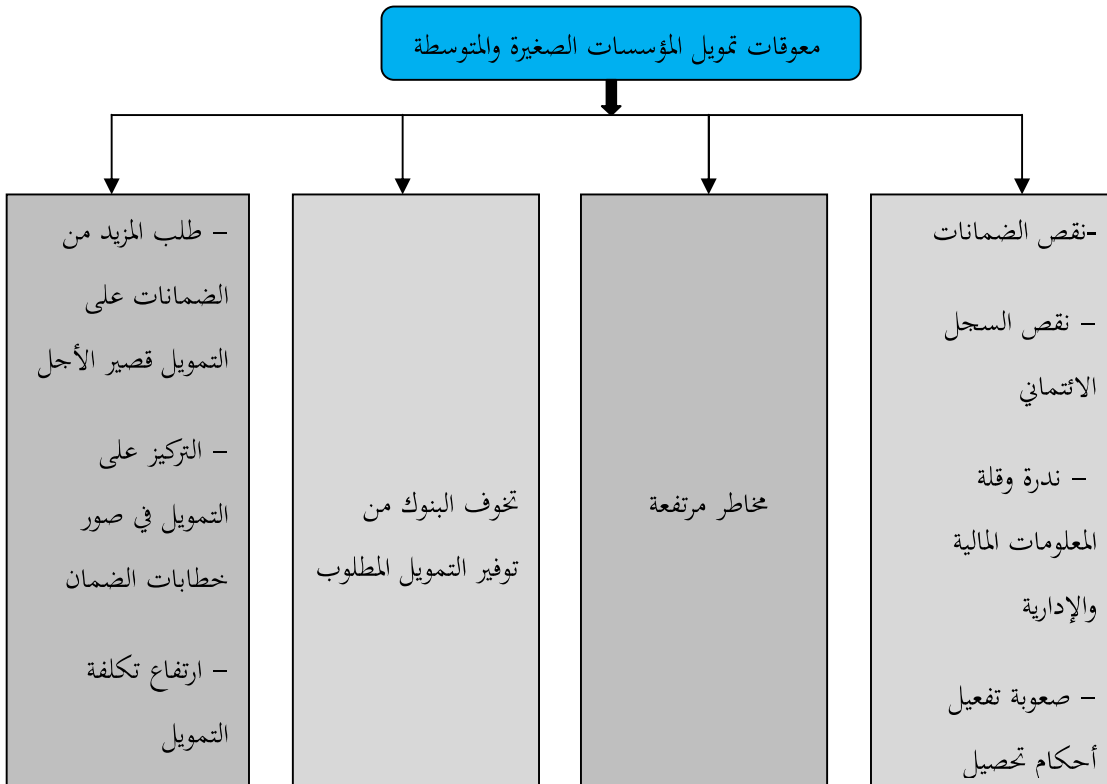 معوقات تمويل المؤسسات الصغيرة والمتوسطة
-نقص الضمانات
– نقص السجل
الائتماني
– ندرة وقلة
المعلومات المالية
والإدارية
– صعوبة تفعيل
أحكام تحصيل
مخاطر مرتفعة
تخوف البنوك من
توفير التمويل المطلوب
– طلب المزيد من
الضمانات على
التمويل قصير الأجل
– التركيز على
التمويل في صور
خطابات الضمان
– ارتفاع تكلفة
التمويل